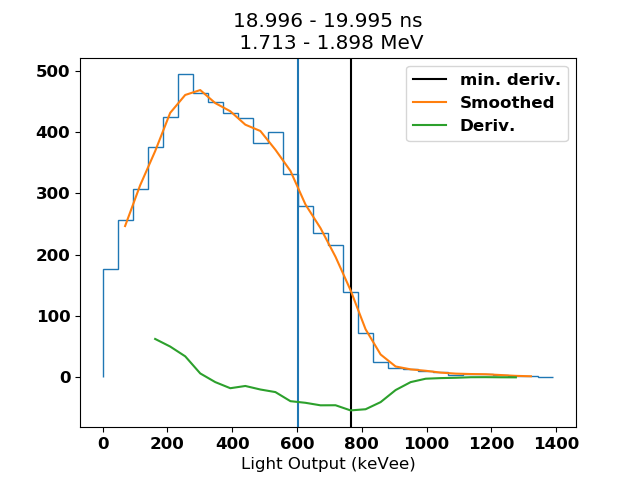 18.996 - 19.995 ns
1.713 - 1.898 MeV
min. deriv.
Smoothed
Deriv.
500
400
300
200
100
0
0 200 400 600 800 1000 1200 1400
Light Output (keVee)